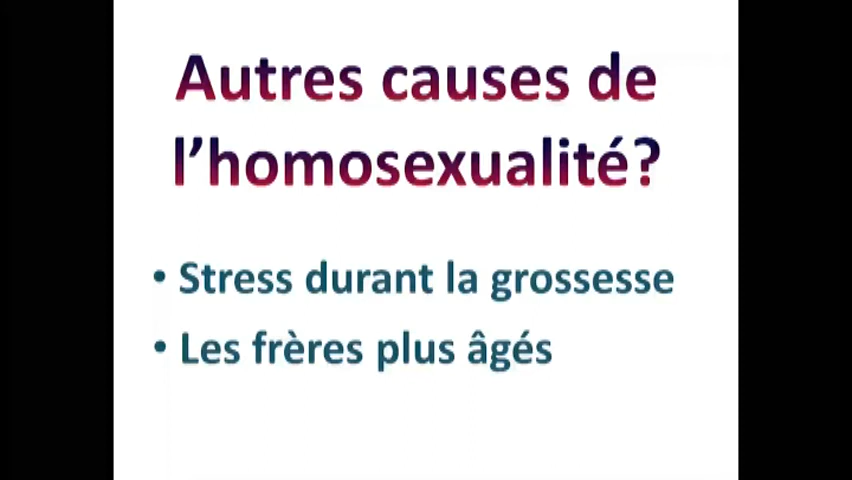 Autres causes de
l’homosexualité?
• Stress durant la grossesse
• Les frères plus âgés